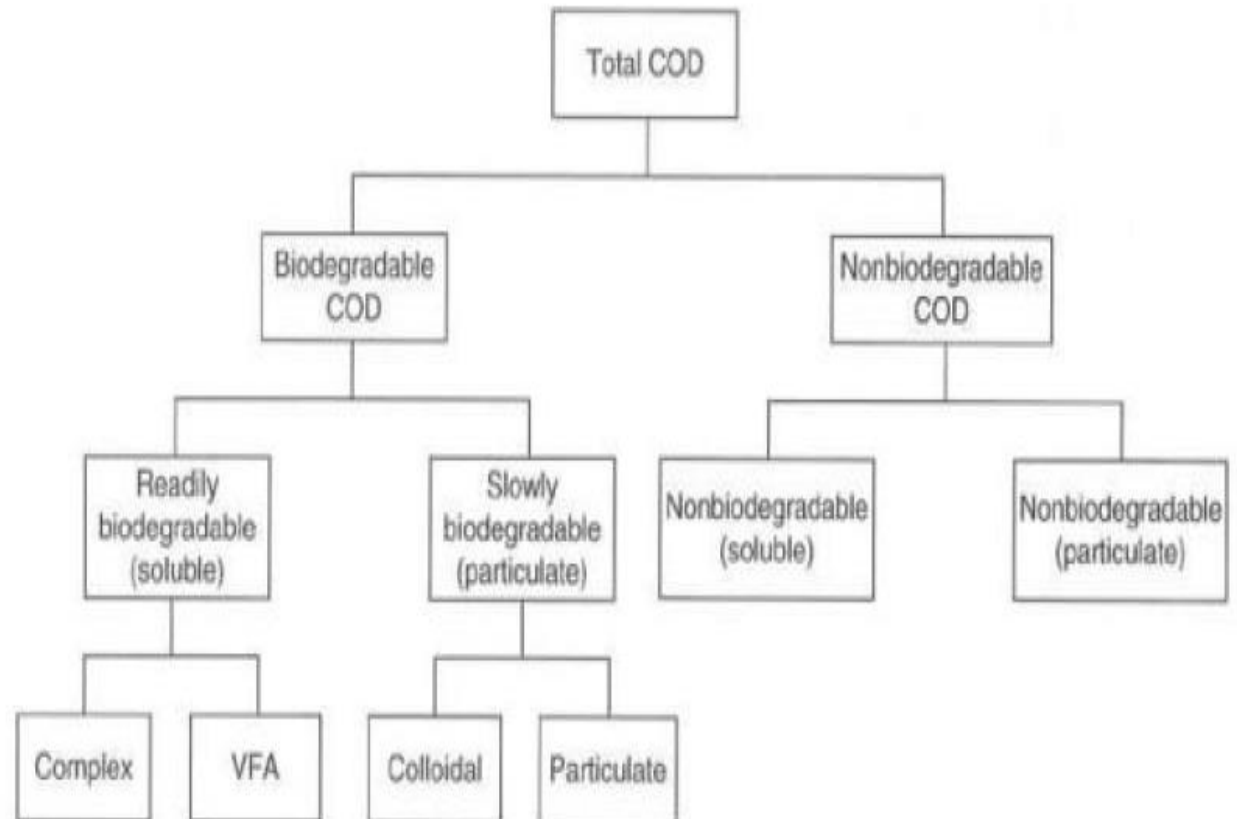 Total COD
Biodegradable
COD
Nonbiodegradable
COD
Readily
biodegradable
(soluble)
Slowly
biodegradable
(particulate)
Nonbiodegradable
(soluble)
Nonbiodegradable
(particulate)
Complex
VFA
Colloidal
Particulate